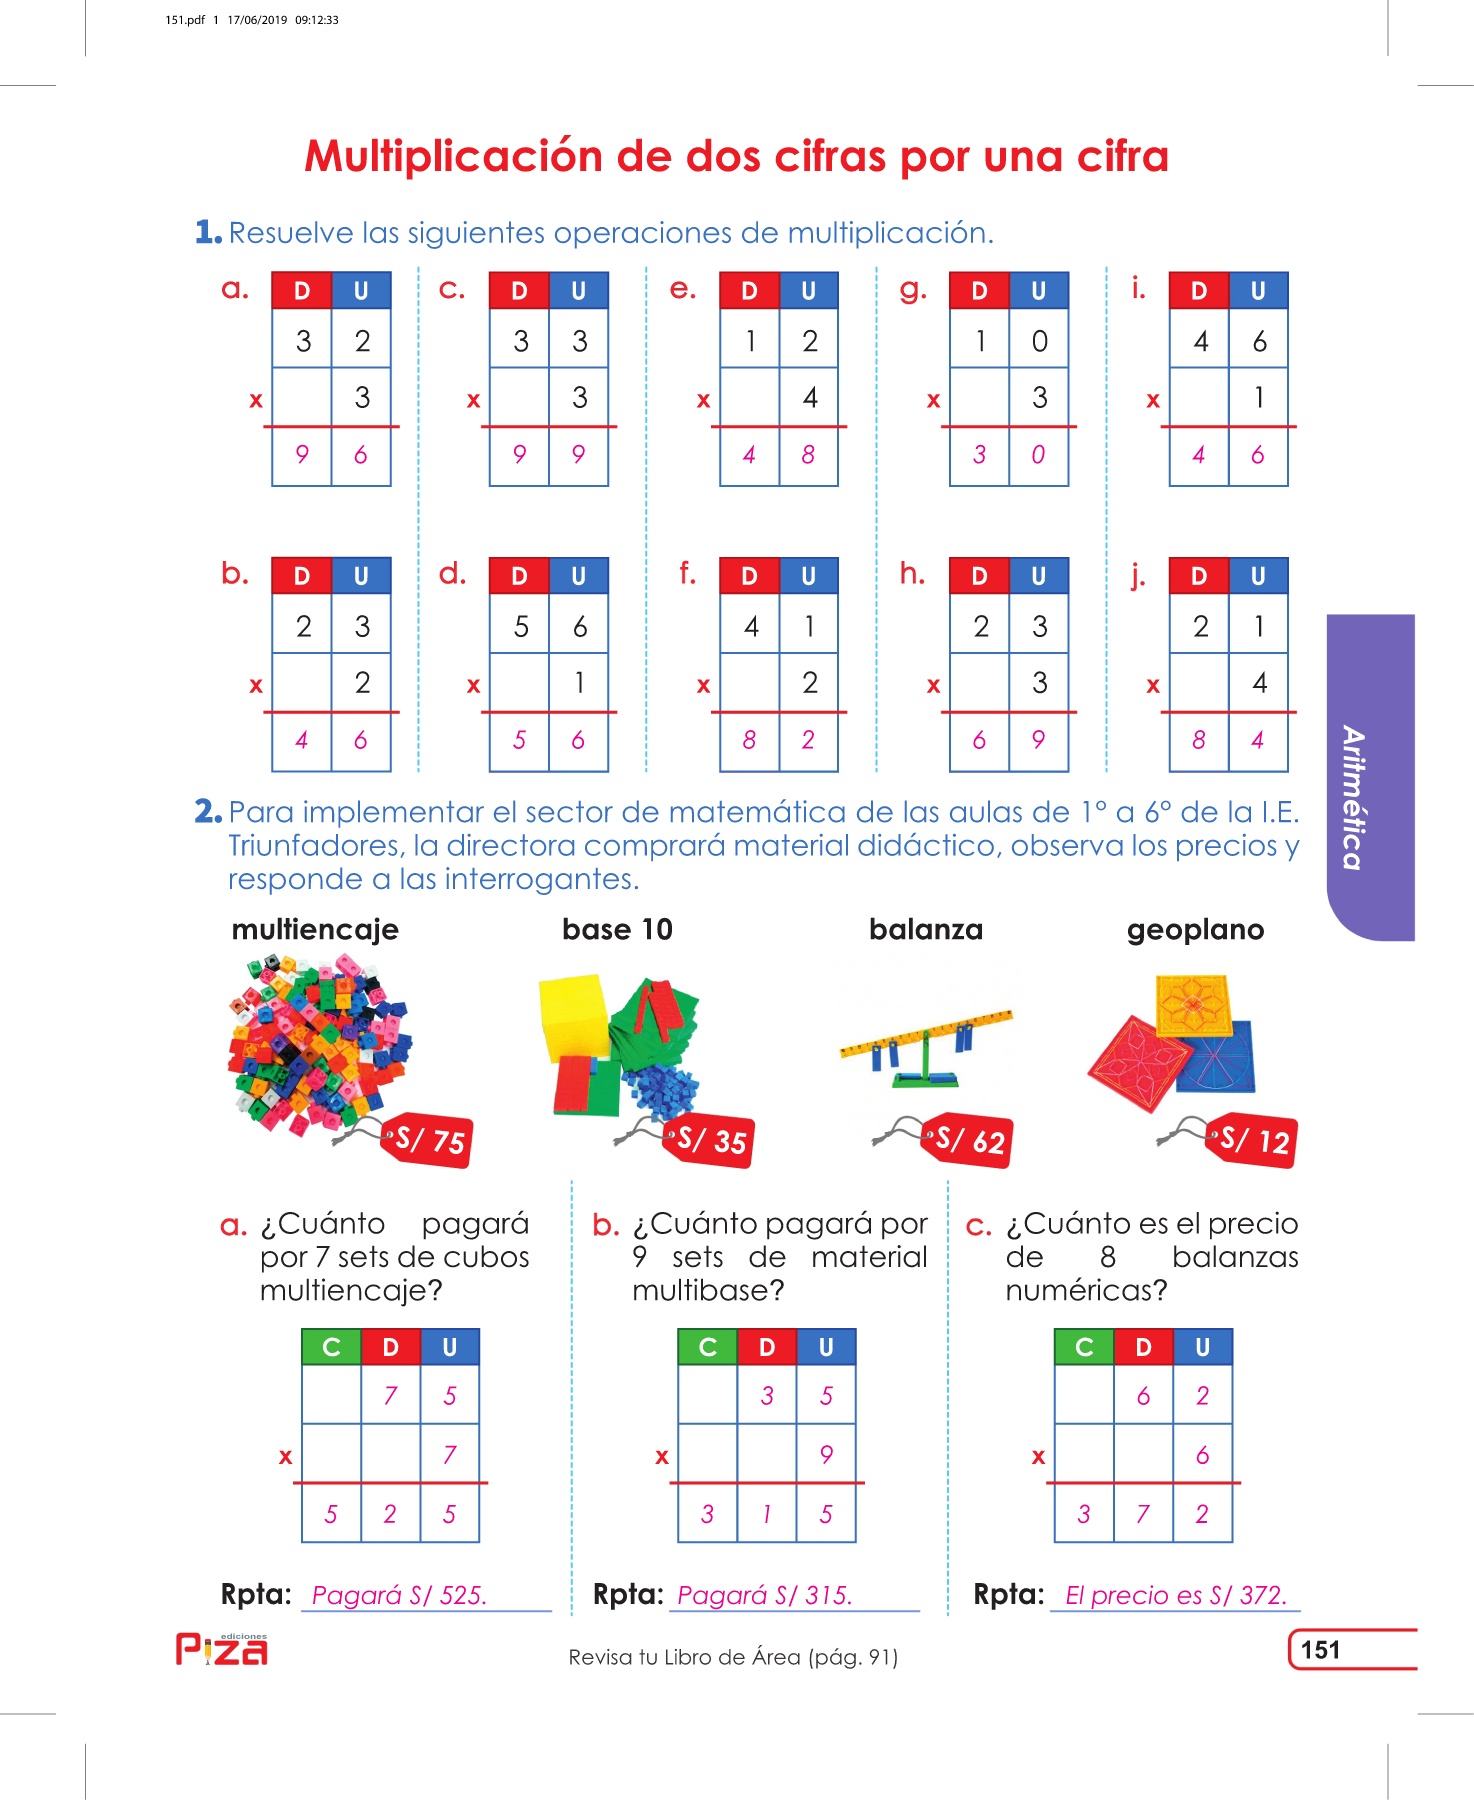 151.pdf 1 17/06/2019 09:12:33
Multiplicación de dos cifras por una cifra
1. Resuelve las siguientes operaciones de multiplicación.
a. D U
3 2
x 3
9 6
c. D U
3 3
x 3
9 9
e. D U
1 2
x 4
4 8
g. D U
1 0
x 3
3 0
i. D U
4 6
x 1
4 6
b. D U
2 3
x 2
4 6
d. D U
5 6
x 1
5 6
f. D U
4 1
x 2
8 2
h. D U
2 3
x 3
6 9
j. D U
2 1
x 4
8 4
Aritmética
2. Para implementar el sector de matemática de las aulas de 1° a 6° de la I.E.
Triunfadores, la directora comprará material didáctico, observa los precios y
responde a las interrogantes.
multiencaje
base 10
balanza
geoplano
S/ 75
S/ 35
S/ 62
S/ 12
a. ¿Cuánto pagará
por 7 sets de cubos
multiencaje?
C D U
7 5
x 7
5 2 5
Rpta: Pagará S/ 525.
b. ¿Cuánto pagará por
9 sets de material
multibase?
C D U
3 5
x 9
3 1 5
Rpta: Pagará S/ 315.
c. ¿Cuánto es el precio
de 8 balanzas
numéricas?
C D U
6 2
x 6
3 7 2
Rpta: El precio es S/ 372.
ediciones
Piza
Revisa tu Libro de Área (pág. 91)
151